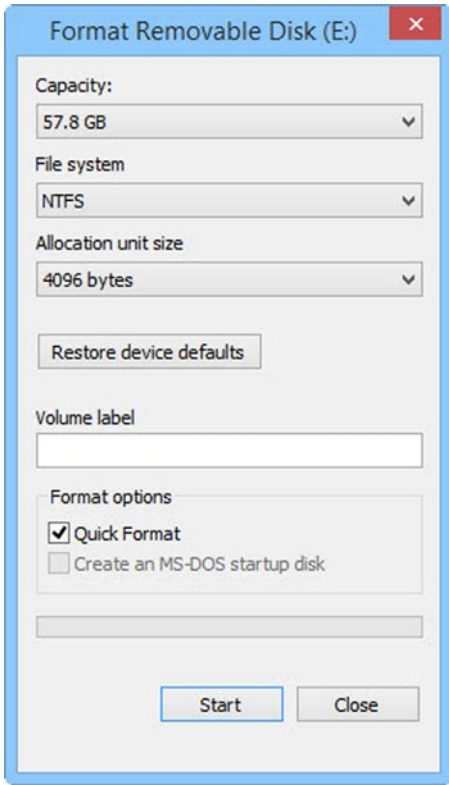 Format Removable Disk (E:)
Capacity:
57.8 GB
File system
NTFS
Allocation unit size
4096 bytes
Restore device defaults
Volume label
Format options
Quick Format
Create an MS-DOS startup disk
Start Close